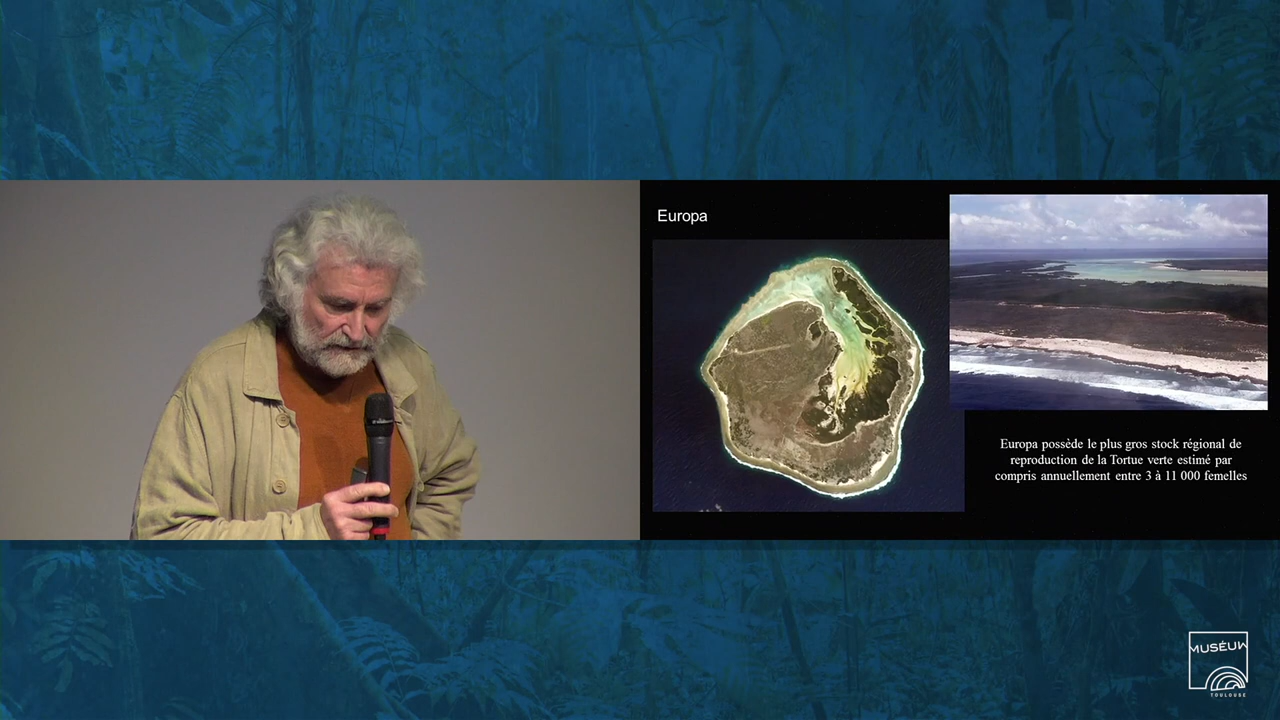 Europa
Europa possède le plus gros stock régional de
reproduction de la Tortue verte estimé par
compris annuellement entre 3 à 11 000 femelles
MUSÉUM
TOULOUSE